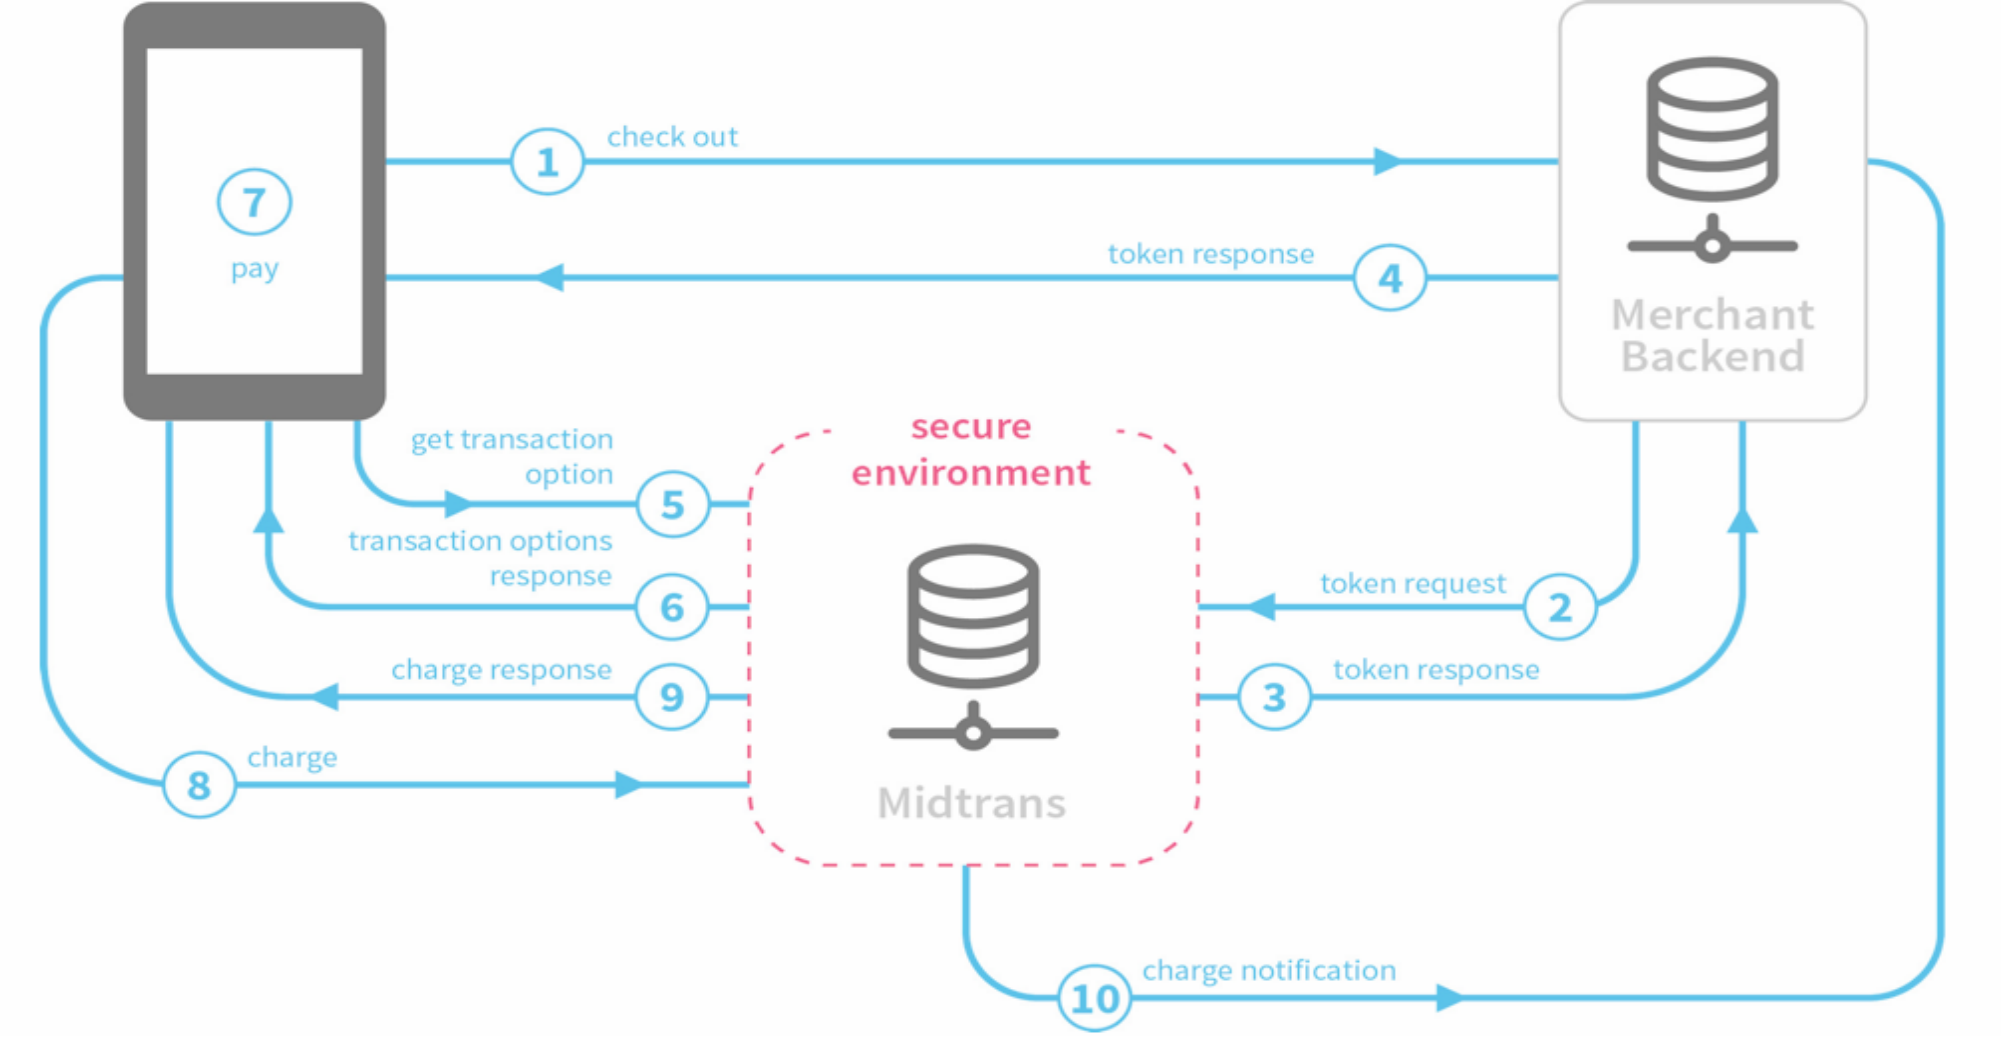 1
check out
7
pay
token response
4
Merchant
Backend
secure
environment
get transaction
option
5
transaction options
response
6
token request
2
charge response
9
3
token response
8
charge
Midtrans
10
charge notification